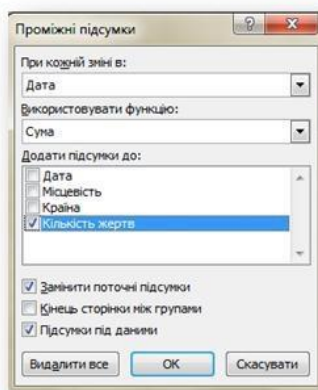 Проміжні підсумки
При кожній зміні в:
Дата
Використовувати функцію:
Сума
Додати підсумки до:
Дата
Місцевість
Країна
Кількість жертв
Замінити поточні підсумки
Кінець сторінки між групами
Підсумки під даними
Видалити все
OK
Скасувати